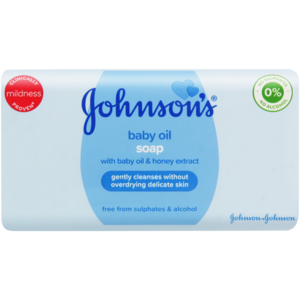 CLINICALLY
mildness
PROVEN
Johnson's®
0%
NO ALCOHOL
baby oil
soap
with baby oil & honey extract
gently cleanses without
overdrying delicate skin
free from sulphates & alcohol
Johnson & Johnson